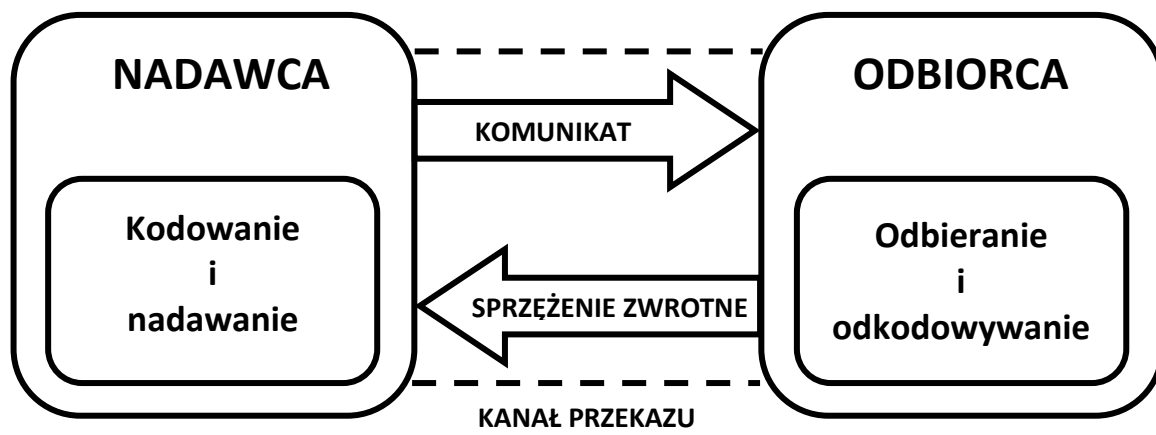 NADAWCA
ODBIORCA
KOMUNIKAT
Kodowanie
i
nadawanie
SPRZĘŻENIE ZWROTNE
Odbieranie
i
odkodowywanie
KANAŁ PRZEKAZU